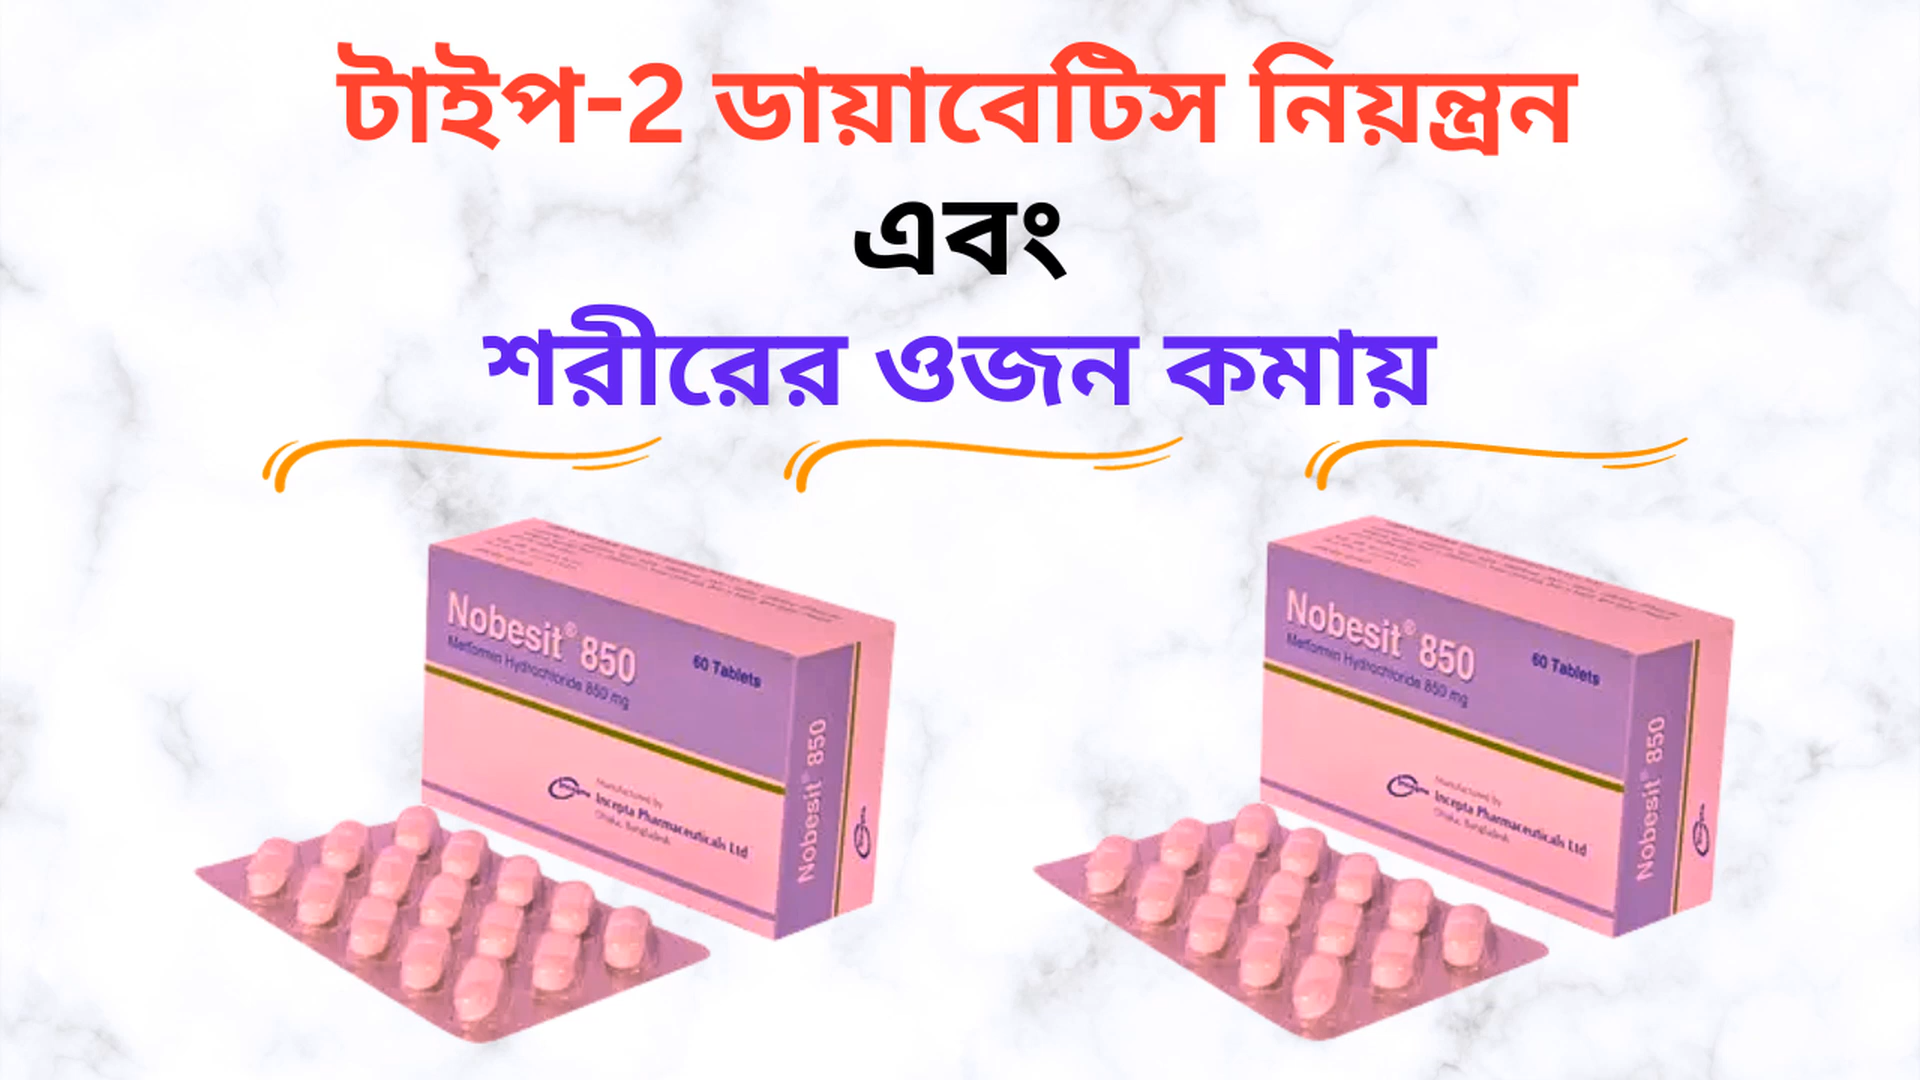 টাইপ-2 ডায়াবেটিস নিয়ন্ত্রন
এবং
শরীরের ওজন কমায়
Nobesit® 850
Metformin Hydrochloride 850 mg
60 Tablets
Manufactured by
Incepta Pharmaceuticals Ltd
Dhaka, Bangladesh
Nobesit® 850
Nobesit® 850
Metformin Hydrochloride 850 mg
60 Tablets
Manufactured by
Incepta Pharmaceuticals Ltd
Dhaka, Bangladesh
Nobesit® 850